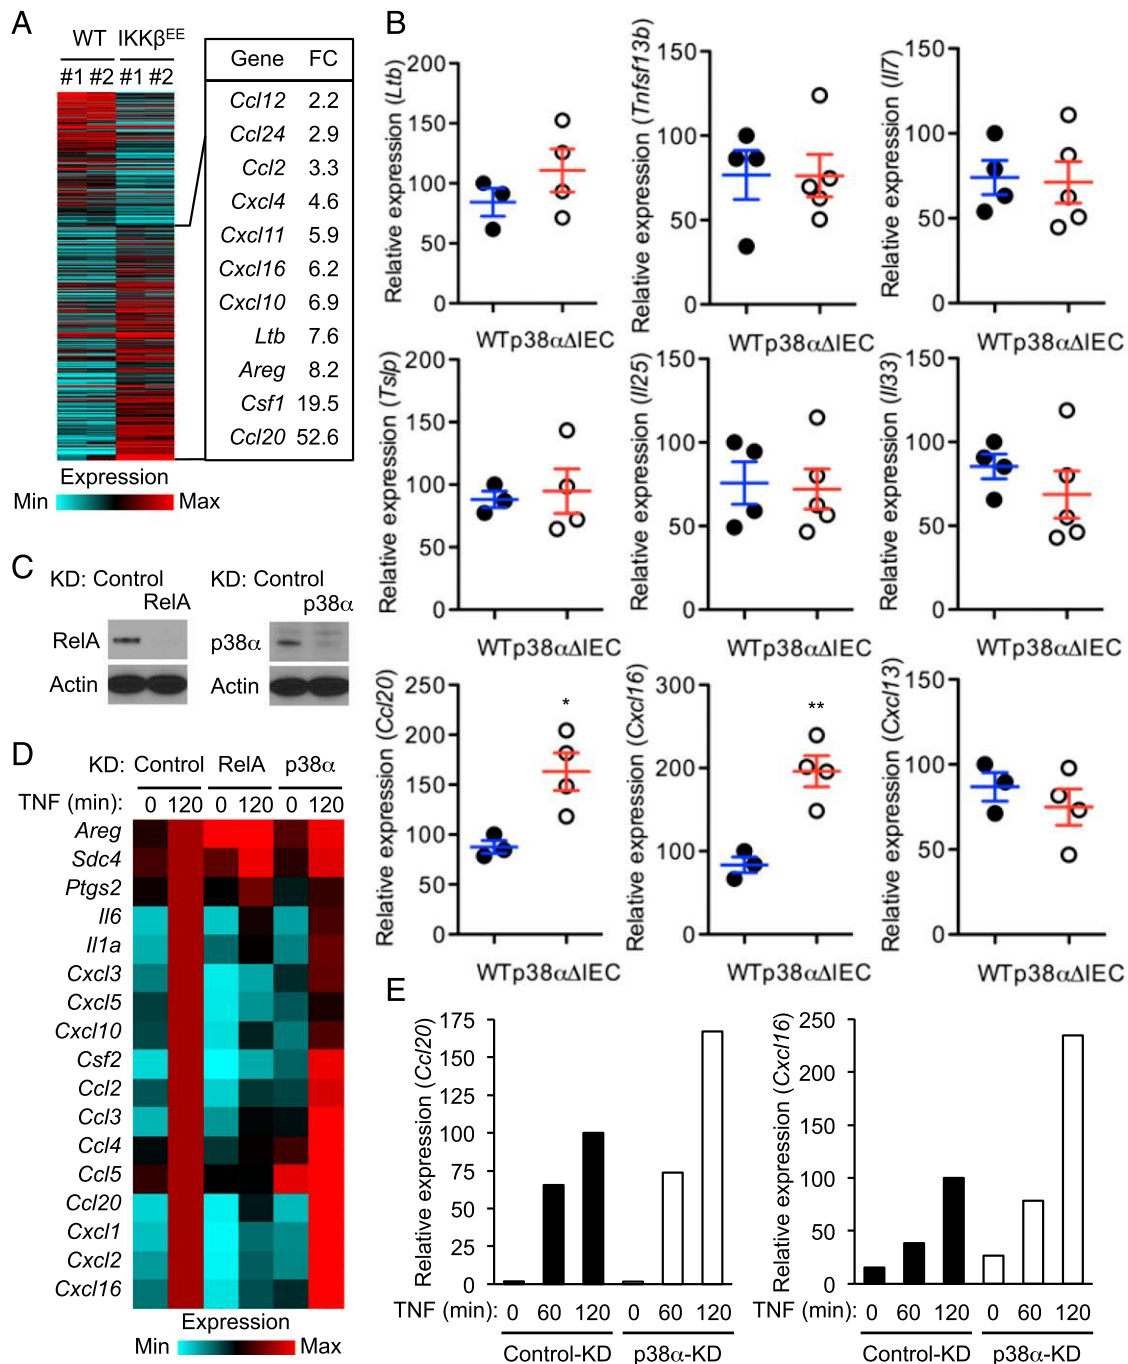 A
WT IKKβEE
#1 #2 #1 #2
Gene FC
Ccl12 2.2
Ccl24 2.9
Ccl2 3.3
Cxcl4 4.6
Cxcl11 5.9
Cxcl16 6.2
Cxcl10 6.9
Ltb 7.6
Areg 8.2
Csf1 19.5
Ccl20 52.6
Expression
Min Max
B
Relative expression (Ltb)
200
150
100
50
0
WTp38αΔIEC
Relative expression (Tnfsf13b)
150
100
50
0
WTp38αΔIEC
Relative expression (Il7)
150
100
50
0
WTp38αΔIEC
Relative expression (Tslp)
200
150
100
50
0
WTp38αΔIEC
Relative expression (Il25)
150
100
50
0
WTp38αΔIEC
Relative expression (Il33)
150
100
50
0
WTp38αΔIEC
Relative expression (Ccl20)
250
200
150
100
50
0
*
WTp38αΔIEC
Relative expression (Cxcl16)
300
200
100
0
**
WTp38αΔIEC
Relative expression (Cxcl13)
150
100
50
0
WTp38αΔIEC
C
KD: Control
RelA
RelA
Actin
KD: Control
p38α
p38α
Actin
D
KD: Control RelA p38α
TNF (min): 0 120 0 120 0 120
Areg
Sdc4
Ptgs2
Il6
Il1a
Cxcl3
Cxcl5
Cxcl10
Csf2
Ccl2
Ccl3
Ccl4
Ccl5
Ccl20
Cxcl1
Cxcl2
Cxcl16
Expression
Min Max
E
Relative expression (Ccl20)
175
150
125
100
75
50
25
0
TNF (min): 0 60 120 0 60 120
Control-KD p38α-KD
Relative expression (Cxcl16)
250
200
150
100
50
0
TNF (min): 0 60 120 0 60 120
Control-KD p38α-KD